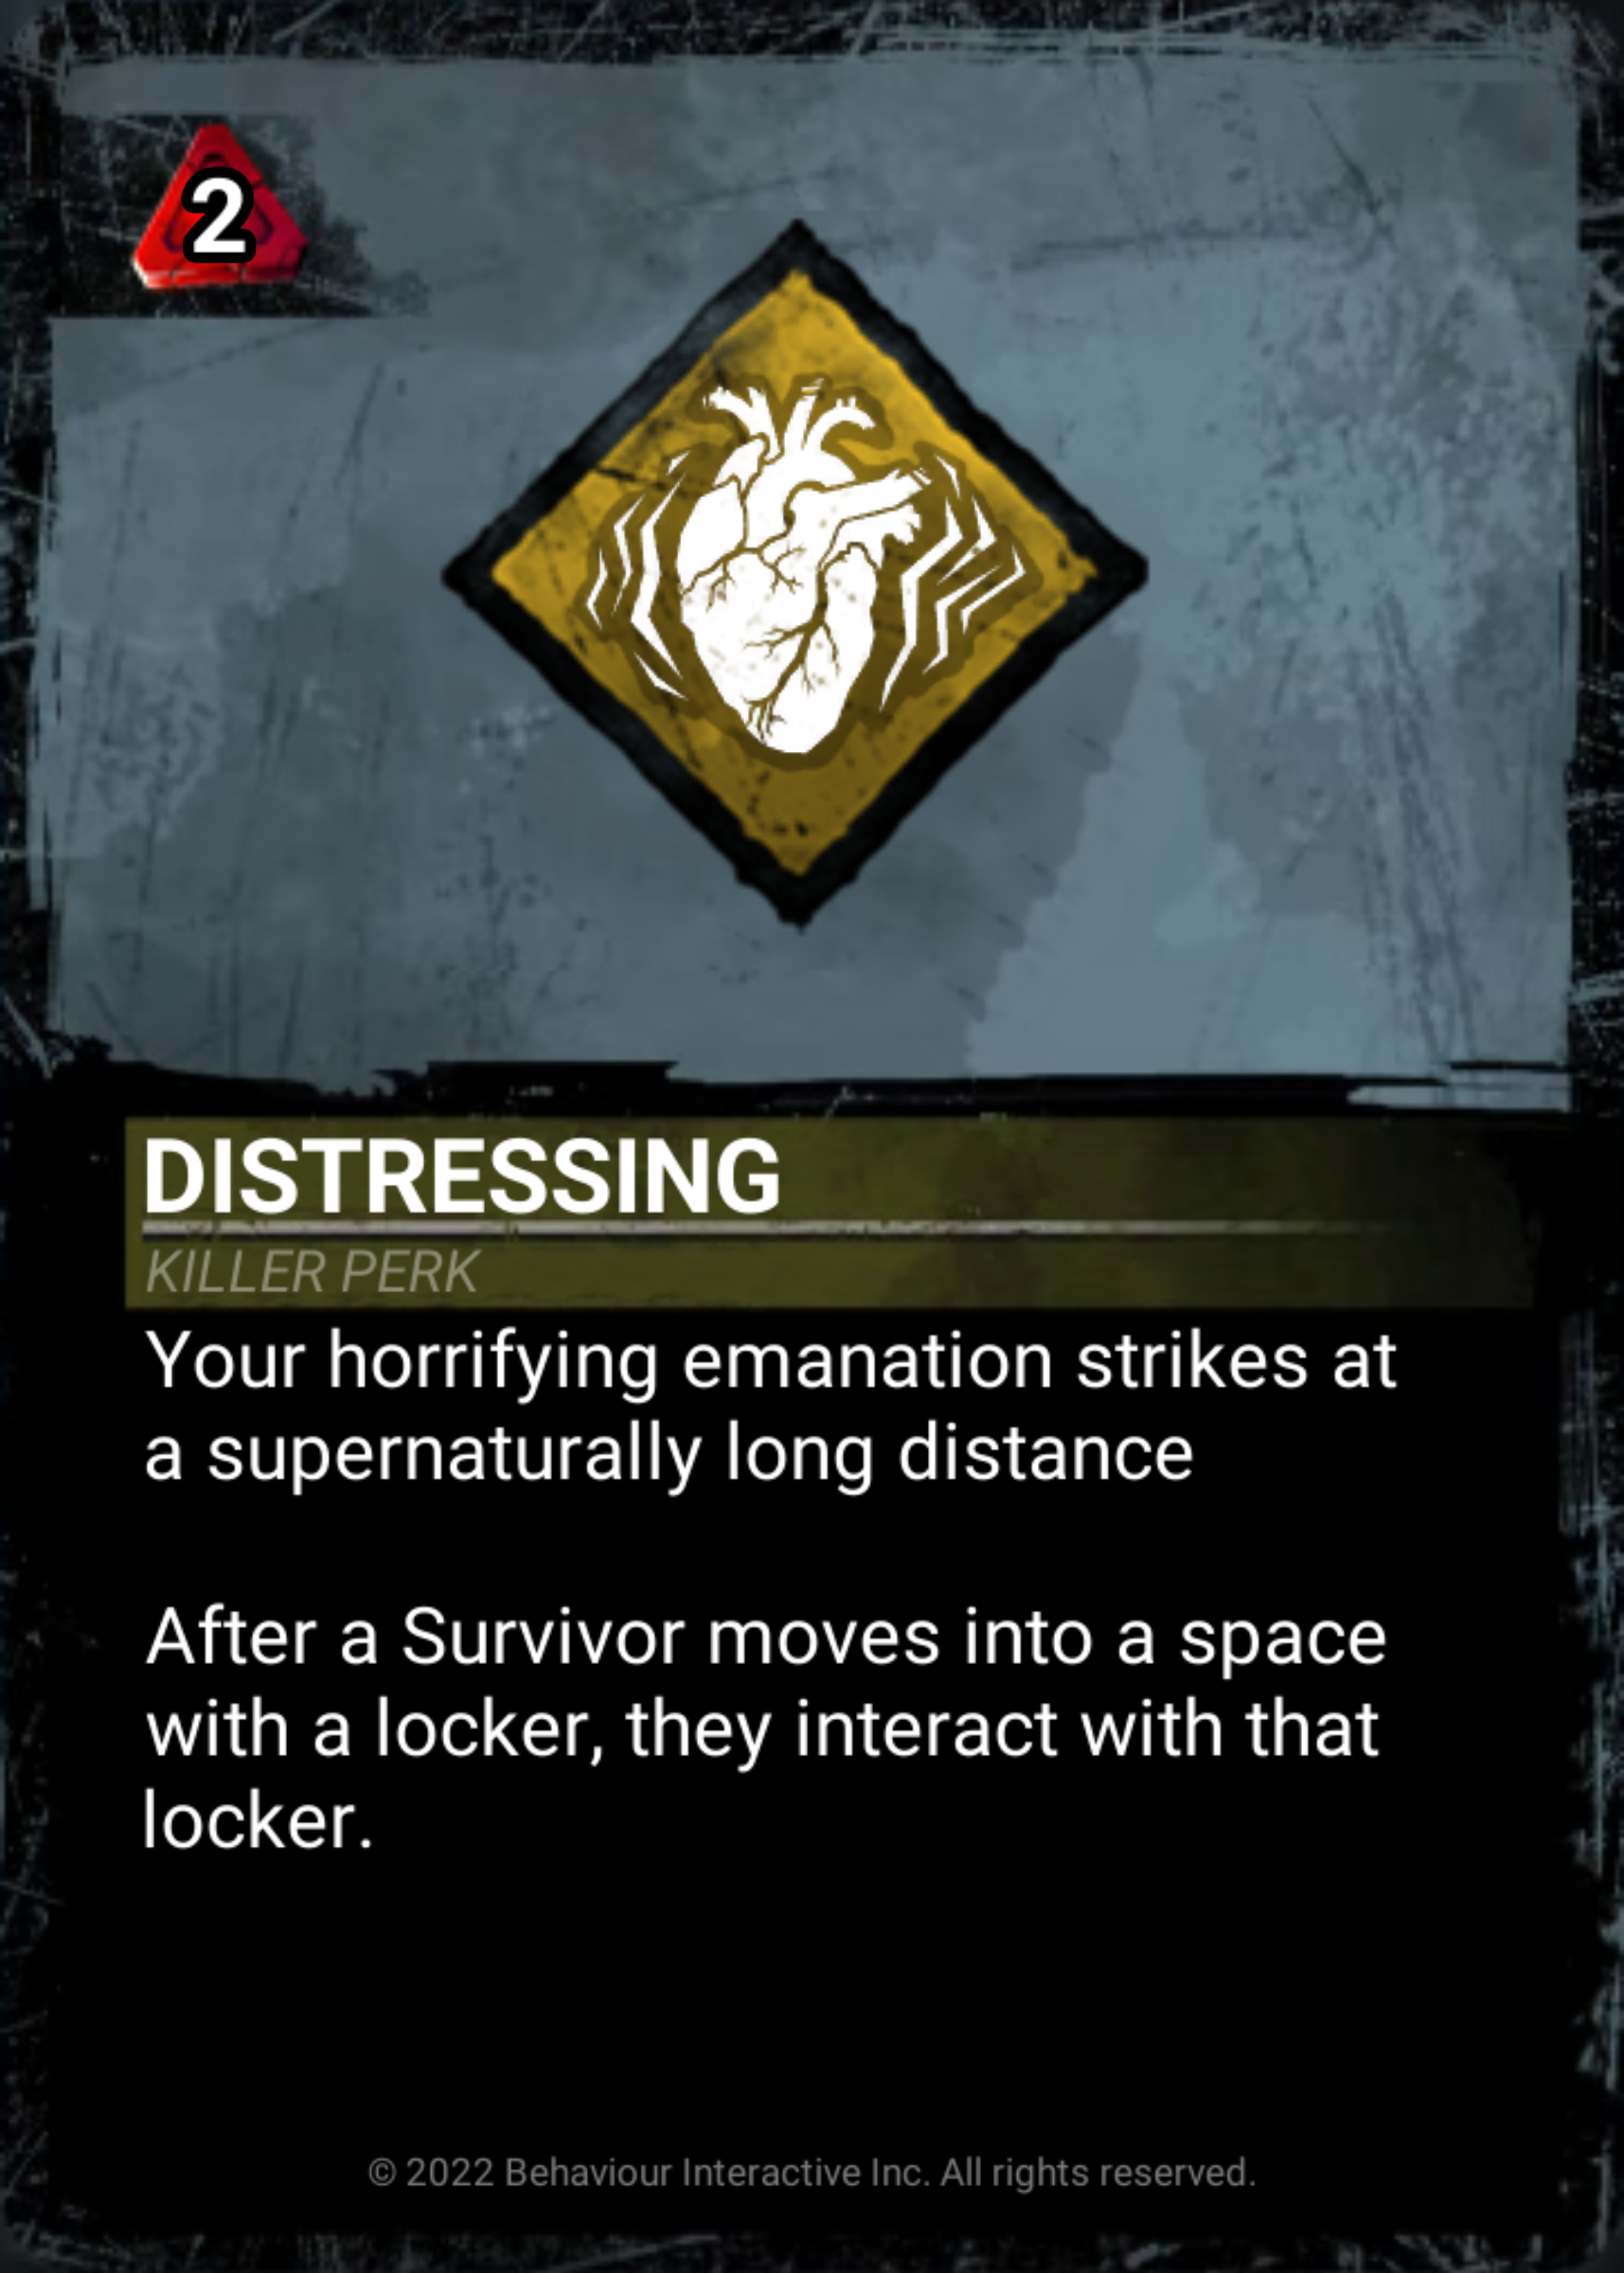 2
DISTRESSING
KILLER PERK
Your horrifying emanation strikes at
a supernaturally long distance
After a Survivor moves into a space
with a locker, they interact with that
locker.
© 2022 Behaviour Interactive Inc. All rights reserved.